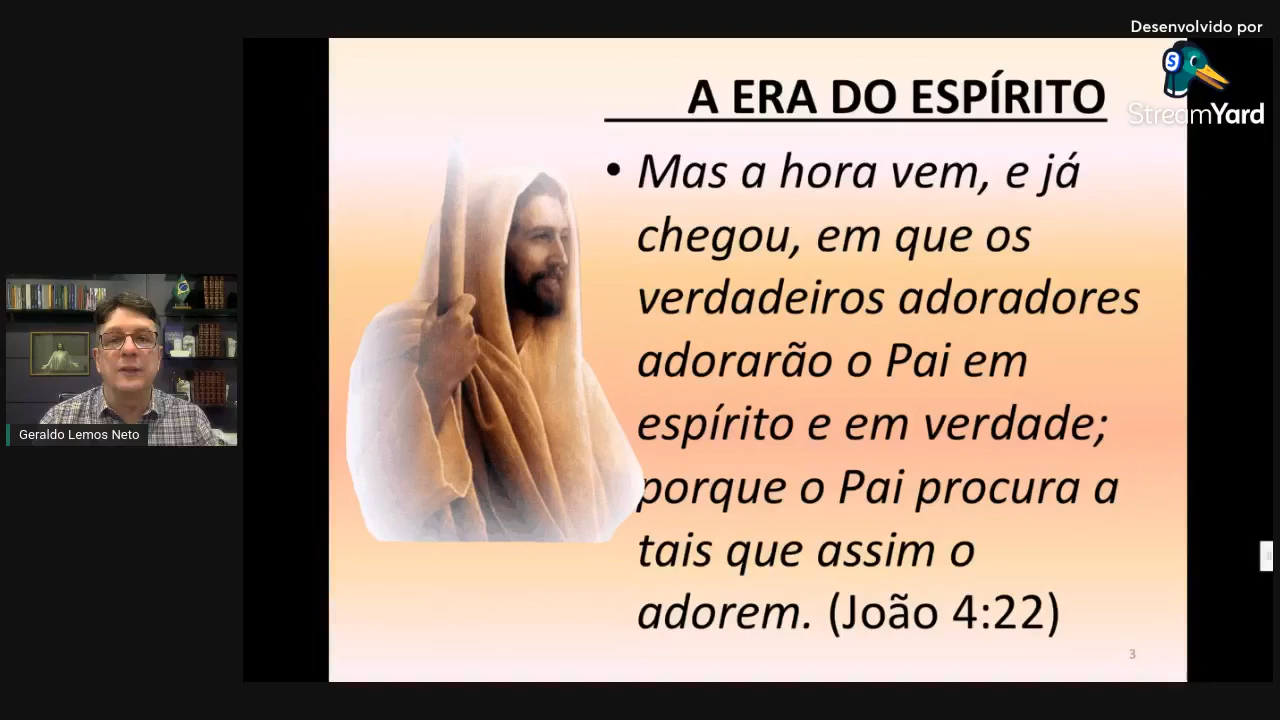 Desenvolvido por
StreamYard
A ERA DO ESPÍRITO
• Mas a hora vem, e já
chegou, em que os
verdadeiros adoradores
adorarão o Pai em
espírito e em verdade;
porque o Pai procura a
tais que assim o
adorem. (João 4:22)
3
Geraldo Lemos Neto